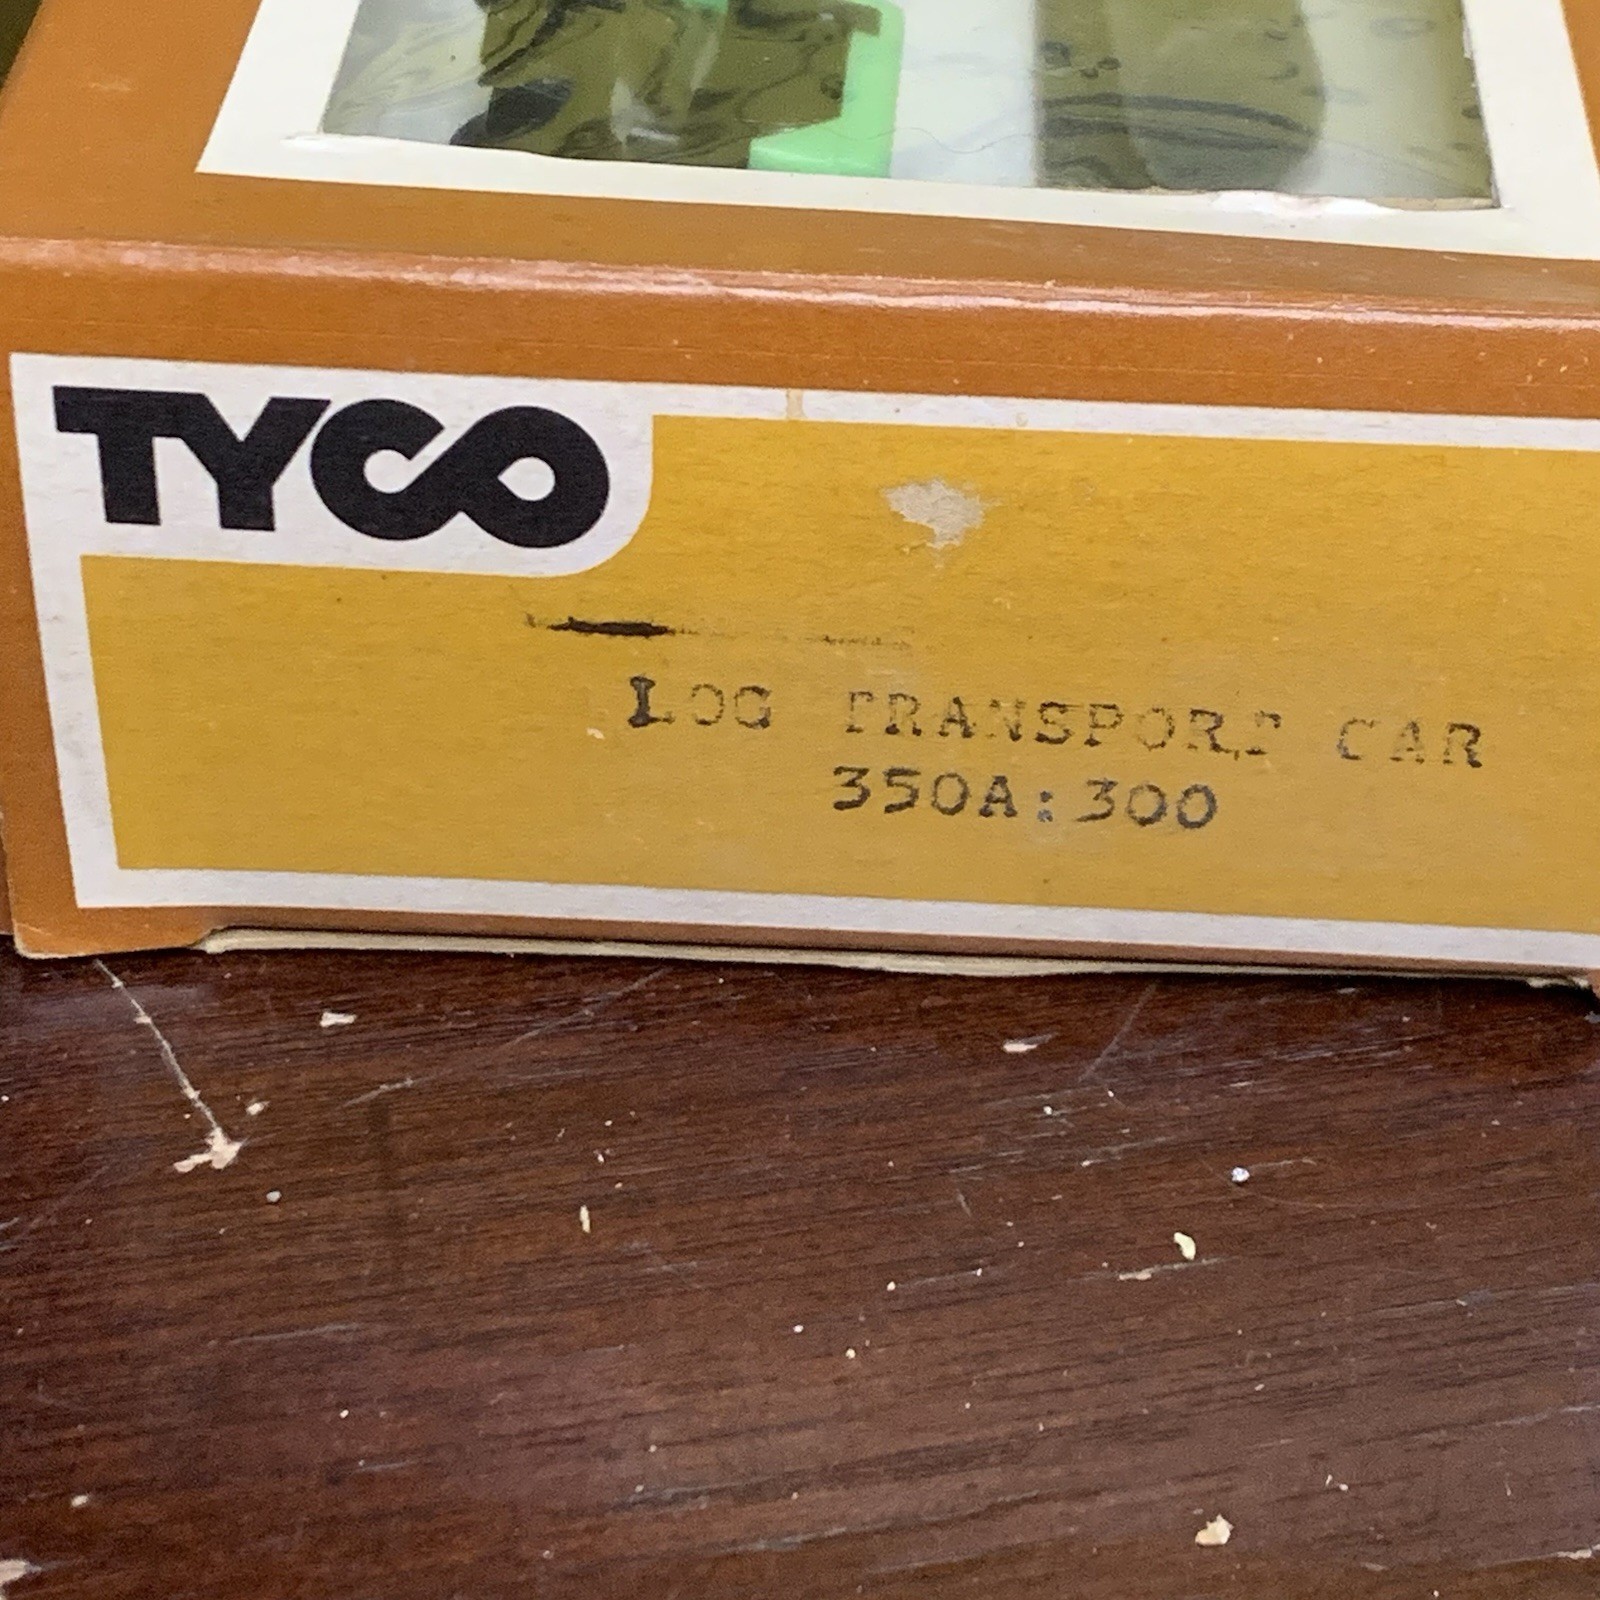 TYCO
LOG TRANSPORT CAR
350A:300